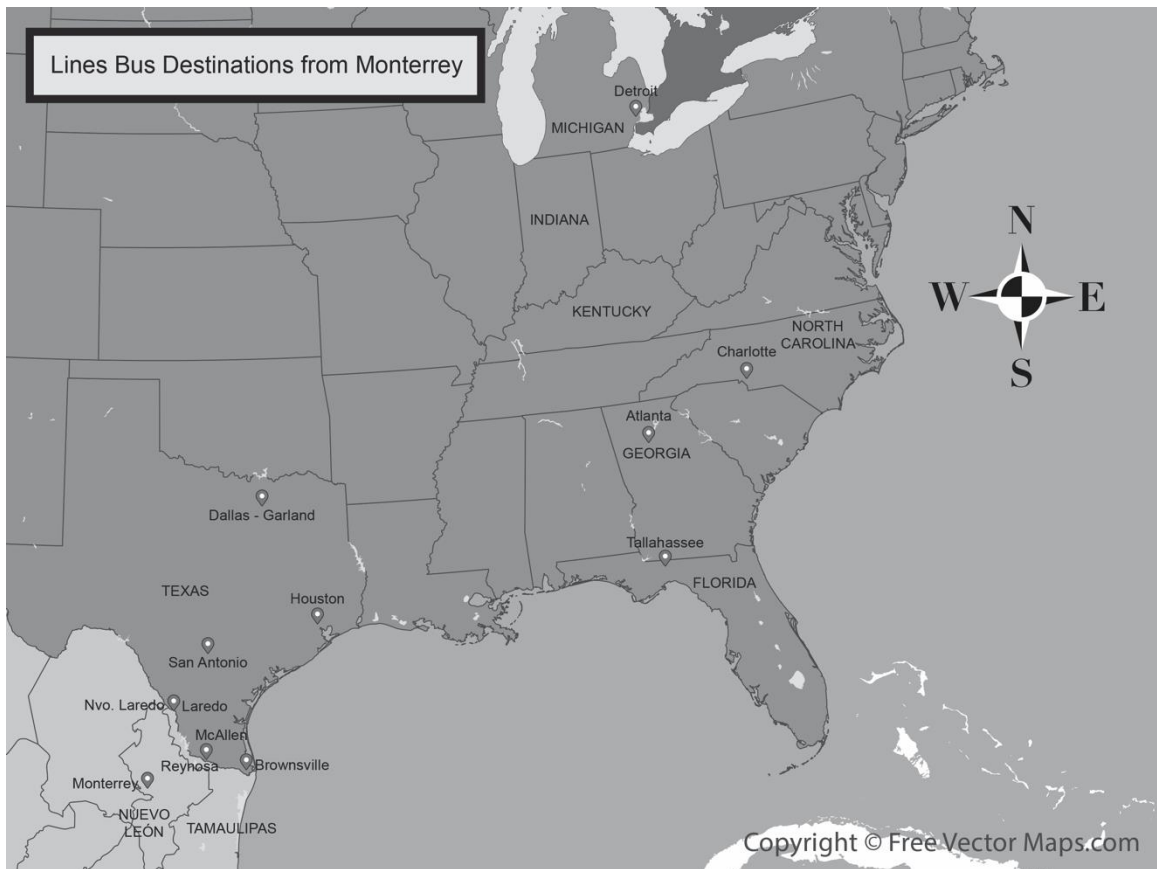 Lines Bus Destinations from Monterrey
Detroit
MICHIGAN
INDIANA
N
W E
S
KENTUCKY
NORTH
CAROLINA
Charlotte
Atlanta
GEORGIA
Dallas - Garland
Tallahassee
FLORIDA
TEXAS
Houston
San Antonio
Nvo. Laredo Laredo
McAllen
Reynosa Brownsville
Monterrey
NUEVO
LEÓN
TAMAULIPAS
Copyright © Free Vector Maps.com